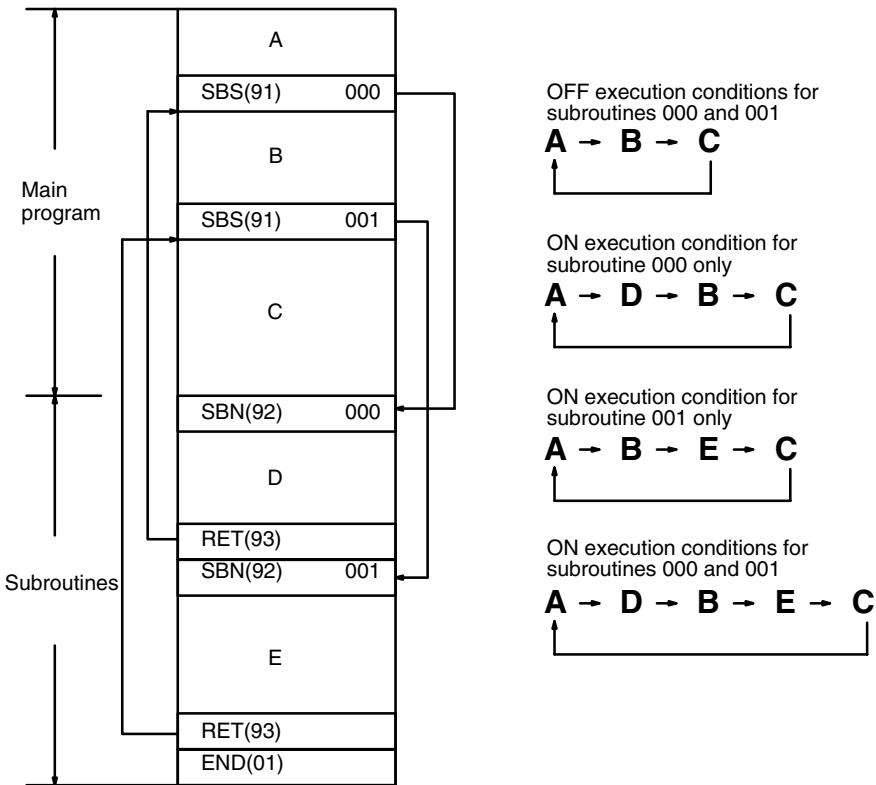 A
SBS(91) 000
B
Main
program
SBS(91) 001
C
SBN(92) 000
D
RET(93)
SBN(92) 001
Subroutines
E
RET(93)
END(01)
OFF execution conditions for
subroutines 000 and 001
A → B → C
ON execution condition for
subroutine 000 only
A → D → B → C
ON execution condition for
subroutine 001 only
A → B → E → C
ON execution conditions for
subroutines 000 and 001
A → D → B → E → C